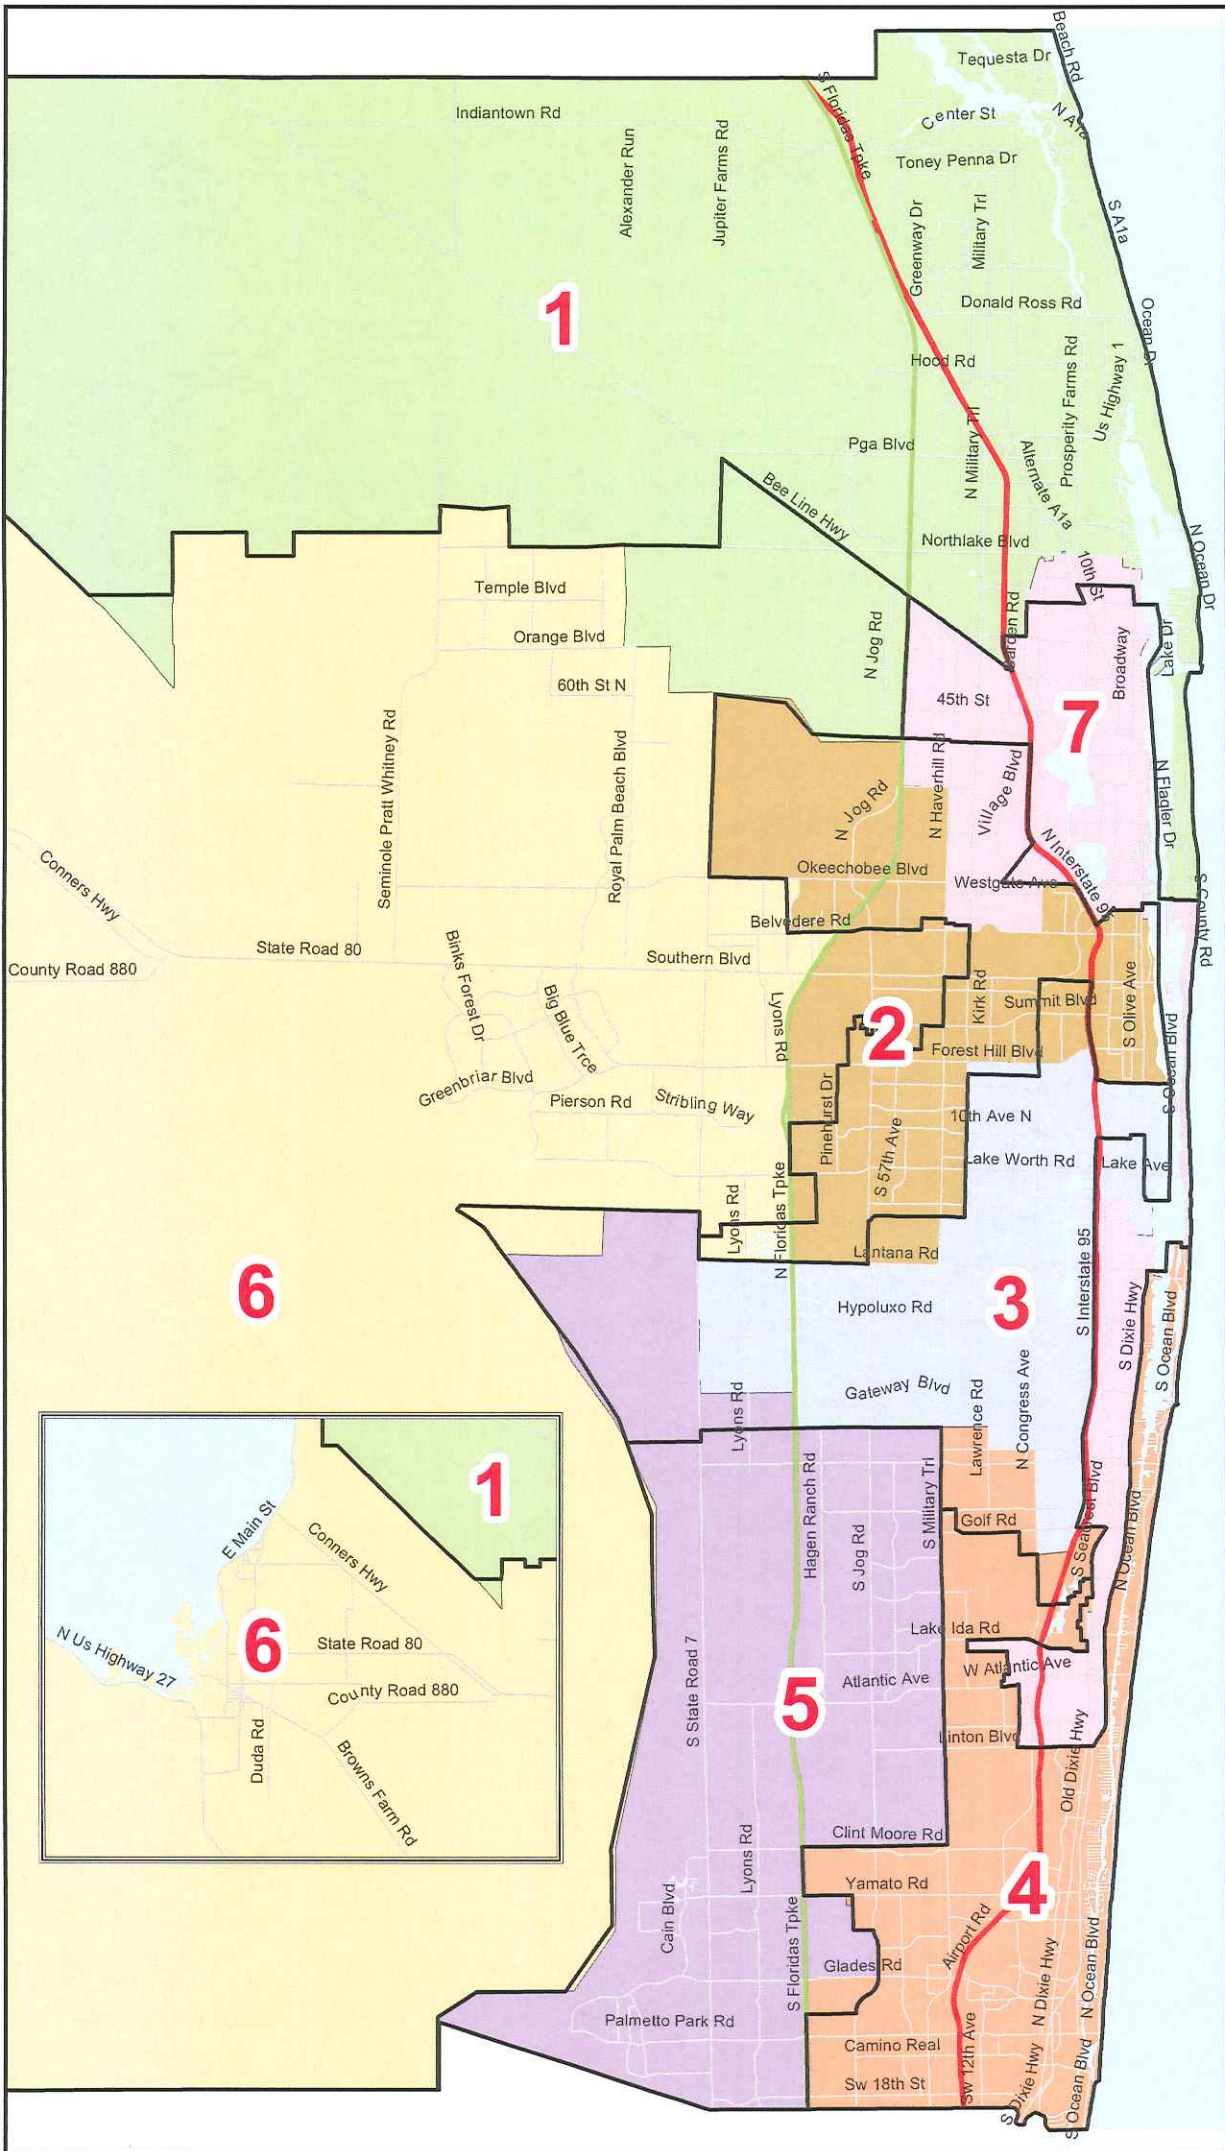 Beach Rd
Tequesta Dr
S Floridas Tpke
Indiantown Rd
Center St
N A1a
Alexander Run
Jupiter Farms Rd
Toney Penna Dr
S A1a
Greenway Dr
Military Trl
1
Donald Ross Rd
Ocean Dr
Hood Rd
Prosperity Farms Rd
Us Highway 1
Pga Blvd
N Military Trl
Alternate A1a
Bee Line Hwy
Northlake Blvd
N Ocean Dr
10th St
Temple Blvd
Orange Blvd
N Jog Rd
Garden Rd
Broadway
Lake Dr
60th St N
45th St
7
Seminole Pratt Whitney Rd
Royal Palm Beach Blvd
N Haverhill Rd
Village Blvd
N Flagler Dr
N Jog Rd
Okeechobee Blvd
Westgate Ave
N Interstate 95
Conners Hwy
Belvedere Rd
S County Rd
State Road 80
County Road 880
Binks Forest Dr
Southern Blvd
Kirk Rd
Summit Blvd
S Olive Ave
Big Blue Trce
Lyons Rd
2
Forest Hill Blvd
S Ocean Blvd
Greenbriar Blvd
Pierson Rd
Stribling Way
Pinehurst Dr
10th Ave N
S 57th Ave
Lake Worth Rd
Lake Ave
Lyons Rd
N Floridas Tpke
Lantana Rd
S Interstate 95
6
Hypoluxo Rd
3
S Dixie Hwy
S Ocean Blvd
Gateway Blvd
Lyons Rd
Lawrence Rd
N Congress Ave
1
E Main St
Conners Hwy
Hagen Ranch Rd
S Jog Rd
S Military Trl
Golf Rd
S Seacrest Blvd
N Ocean Blvd
6
State Road 80
N Us Highway 27
County Road 880
Duda Rd
Browns Farm Rd
Lake Ida Rd
S State Road 7
5
Atlantic Ave
W Atlantic Ave
Linton Blvd
Old Dixie Hwy
Clint Moore Rd
Lyons Rd
Cain Blvd
Yamato Rd
4
S Floridas Tpke
Glades Rd
Airport Rd
N Dixie Hwy
N Ocean Blvd
Palmetto Park Rd
Camino Real
Sw 18th St
Sw 12th Ave
S Dixie Hwy
S Ocean Blvd